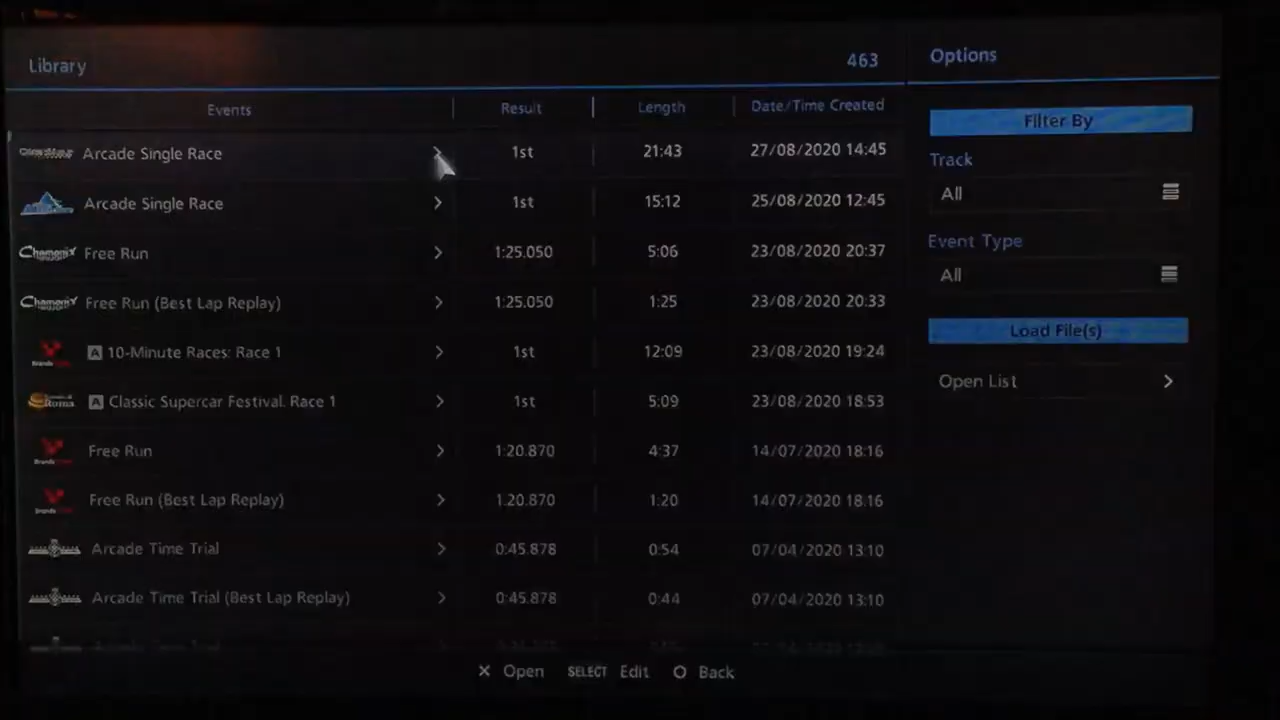 Library 463
Events Result Length Date/Time Created
Arcade Single Race 1st 21:43 27/08/2020 14:45
Arcade Single Race 1st 15:12 25/08/2020 12:45
Chamonix Free Run 1:25.050 5:06 23/08/2020 20:37
Chamonix Free Run (Best Lap Replay) 1:25.050 1:25 23/08/2020 20:33
Brands A 10-Minute Races: Race 1 1st 12:09 23/08/2020 19:24
Roma A Classic Supercar Festival: Race 1 1st 5:09 23/08/2020 18:53
Brands Free Run 1:20.870 4:37 14/07/2020 18:16
Brands Free Run (Best Lap Replay) 1:20.870 1:20 14/07/2020 18:16
Arcade Time Trial 0:45.878 0:54 07/04/2020 13:10
Arcade Time Trial (Best Lap Replay) 0:45.878 0:44 07/04/2020 13:10
Options
Filter By
Track
All
Event Type
All
Load File(s)
Open List
X Open SELECT Edit O Back